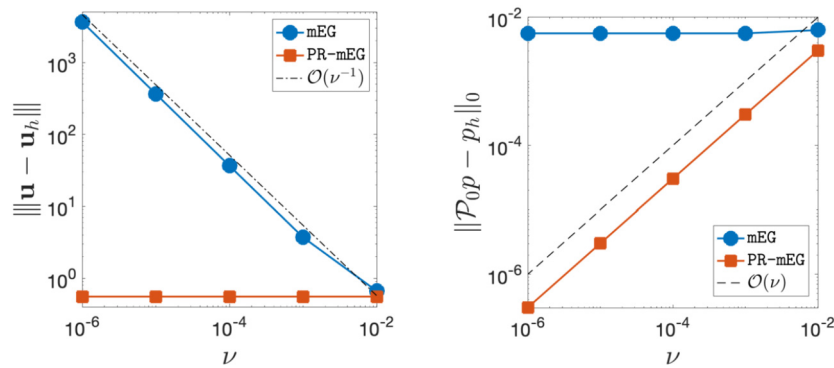 10^3
10^2
10^1
10^0
|||u − u_h|||
10^-6
10^-4
10^-2
ν
mEG
PR-mEG
O(ν^-1)
10^-2
10^-4
10^-6
||P_0p − p_h||_0
10^-6
10^-4
10^-2
ν
mEG
PR-mEG
O(ν)